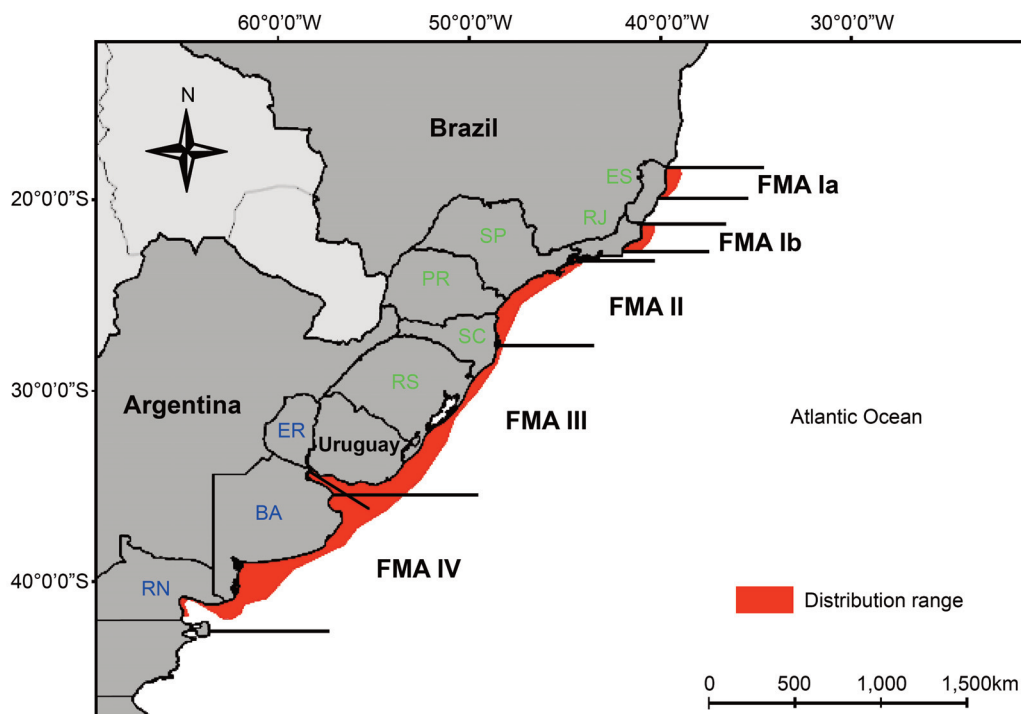 60°0'0”W 50°0'0”W 40°0'0”W 30°0'0”W
N
Brazil
ES
FMA Ia
20°0'0”S
RJ
SP
FMA Ib
PR
FMA II
SC
30°0'0”S
RS
Argentina
FMA III
Atlantic Ocean
ER
Uruguay
BA
FMA IV
40°0'0”S
RN
Distribution range
0 500 1,000 1,500km